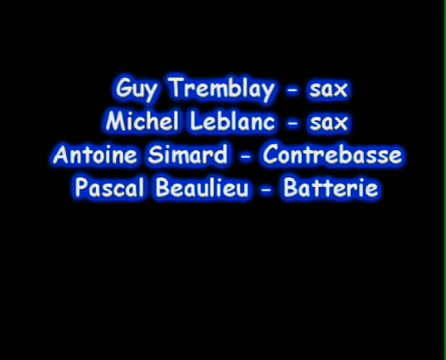 Guy Tremblay - sax
Michel Leblanc - sax
Antoine Simard - Contrebasse
Pascal Beaulieu - Batterie